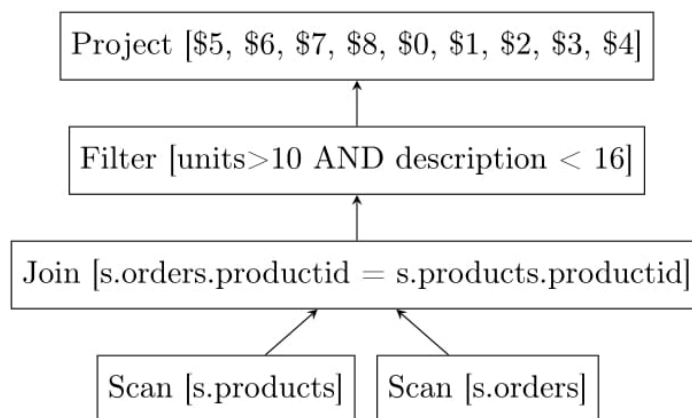 Project [$5, $6, $7, $8, $0, $1, $2, $3, $4]
Filter [units>10 AND description < 16]
Join [s.orders.productid = s.products.productid]
Scan [s.products] Scan [s.orders]